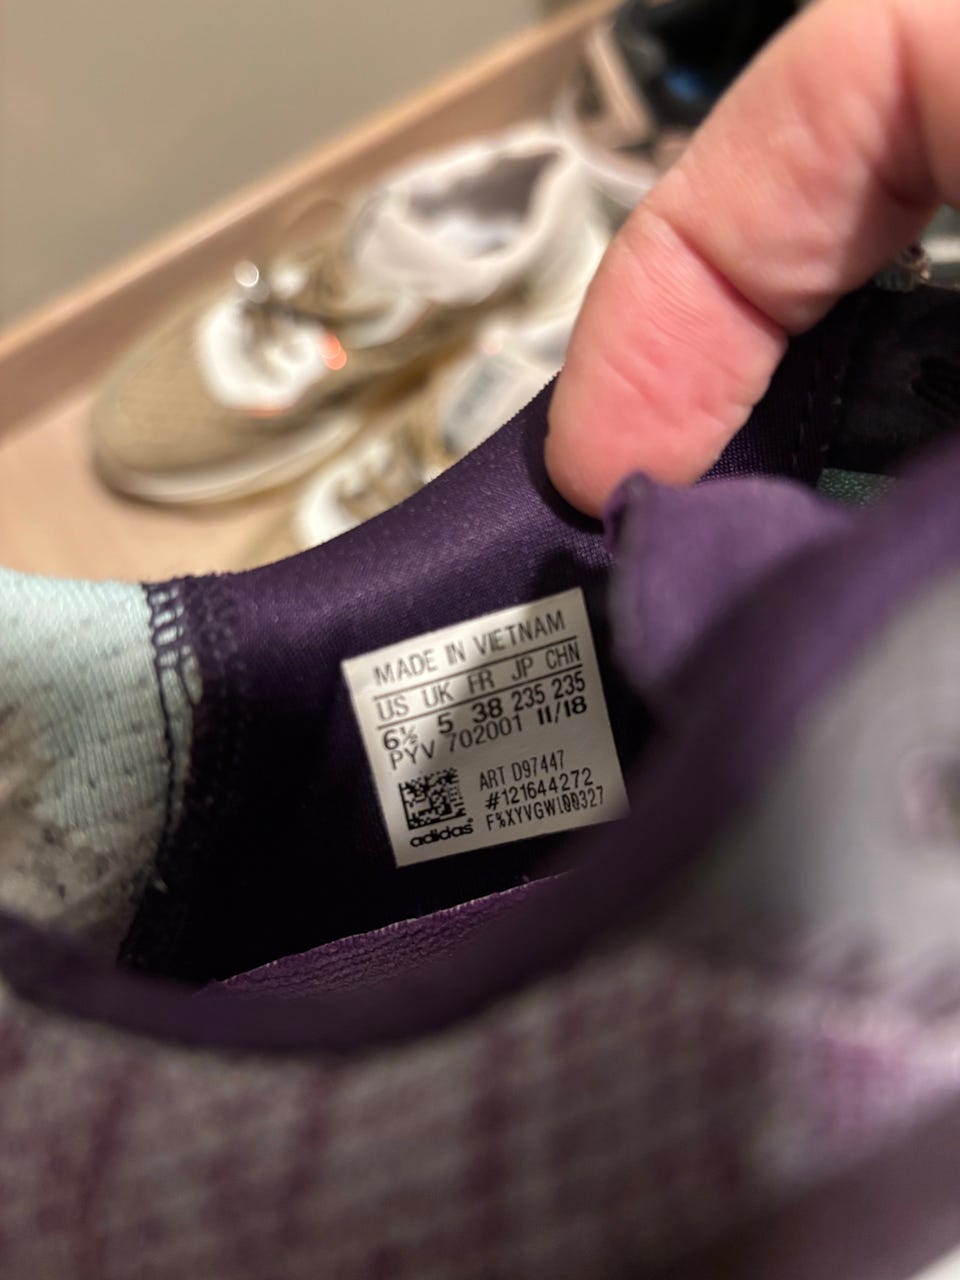 MADE IN VIETNAM
US UK FR JP CHN
6½ 5 38 235 235
PYV 702001 11/18
ART D97447
#121644272
F%XYVGWL00327
adidas